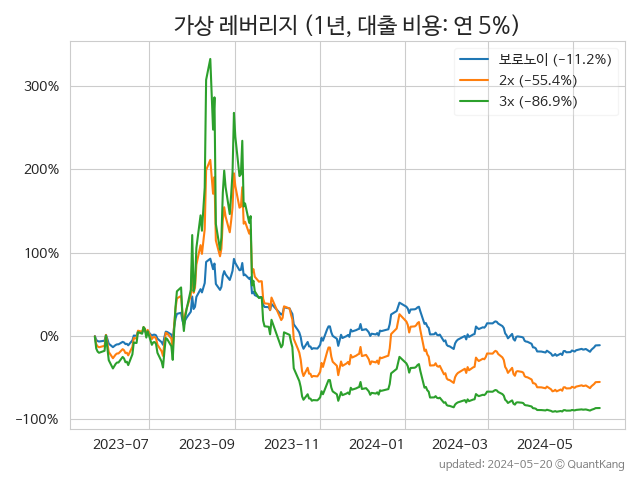 가상 레버리지 (1년, 대출 비용: 연 5%)
보로노이 (−11.2%)
2x (−55.4%)
3x (−86.9%)
300%
200%
100%
0%
−100%
2023-07 2023-09 2023-11 2024-01 2024-03 2024-05
updated: 2024-05-20 © QuantKang